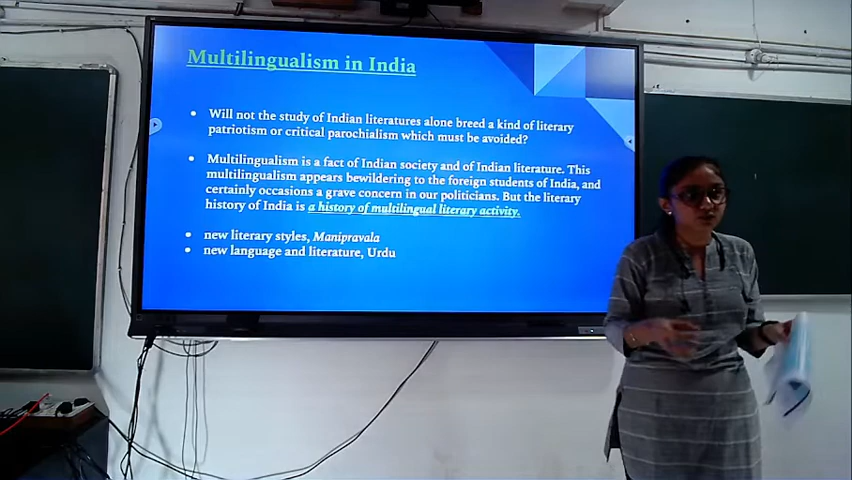 Multilingualism in India
Will not the study of Indian literatures alone breed a kind of literary
patriotism or critical parochialism which must be avoided?
Multilingualism is a fact of Indian society and of Indian literature. This
multilingualism appears bewildering to the foreign students of India, and
certainly occasions a grave concern in our politicians. But the literary
history of India is a history of multilingual literary activity.
new literary styles, Manipravala
new language and literature, Urdu